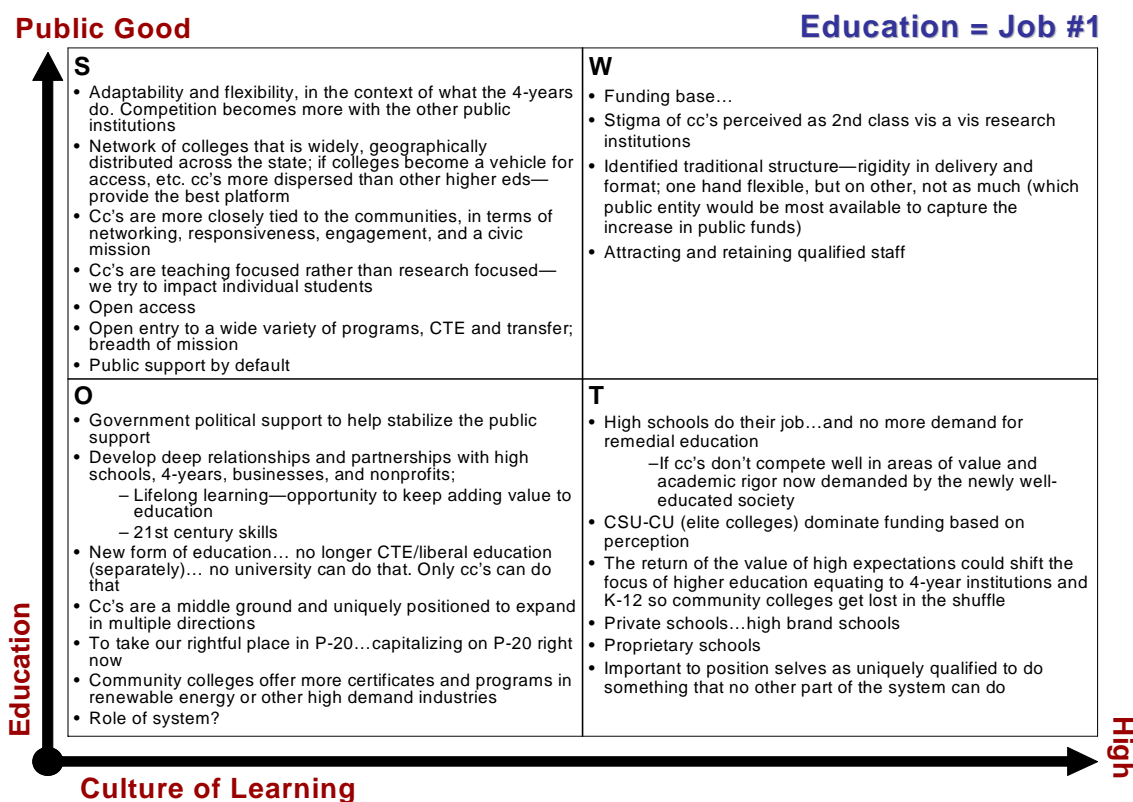 Public Good
Education = Job #1
S
• Adaptability and flexibility, in the context of what the 4-years
do. Competition becomes more with the other public
institutions
• Network of colleges that is widely, geographically
distributed across the state; if colleges become a vehicle for
access, etc. cc's more dispersed than other higher eds—
provide the best platform
• Cc's are more closely tied to the communities, in terms of
networking, responsiveness, engagement, and a civic
mission
• Cc's are teaching focused rather than research focused—
we try to impact individual students
• Open access
• Open entry to a wide variety of programs, CTE and transfer;
breadth of mission
• Public support by default
W
• Funding base…
• Stigma of cc's perceived as 2nd class vis a vis research
institutions
• Identified traditional structure—rigidity in delivery and
format; one hand flexible, but on other, not as much (which
public entity would be most available to capture the
increase in public funds)
• Attracting and retaining qualified staff
O
• Government political support to help stabilize the public
support
• Develop deep relationships and partnerships with high
schools, 4-years, businesses, and nonprofits;
– Lifelong learning—opportunity to keep adding value to
education
– 21st century skills
• New form of education… no longer CTE/liberal education
(separately)… no university can do that. Only cc's can do
that
• Cc's are a middle ground and uniquely positioned to expand
in multiple directions
• To take our rightful place in P-20…capitalizing on P-20 right
now
• Community colleges offer more certificates and programs in
renewable energy or other high demand industries
• Role of system?
T
• High schools do their job…and no more demand for
remedial education
–If cc's don't compete well in areas of value and
academic rigor now demanded by the newly well-
educated society
• CSU-CU (elite colleges) dominate funding based on
perception
• The return of the value of high expectations could shift the
focus of higher education equating to 4-year institutions and
K-12 so community colleges get lost in the shuffle
• Private schools…high brand schools
• Proprietary schools
• Important to position selves as uniquely qualified to do
something that no other part of the system can do
Education
High
Culture of Learning